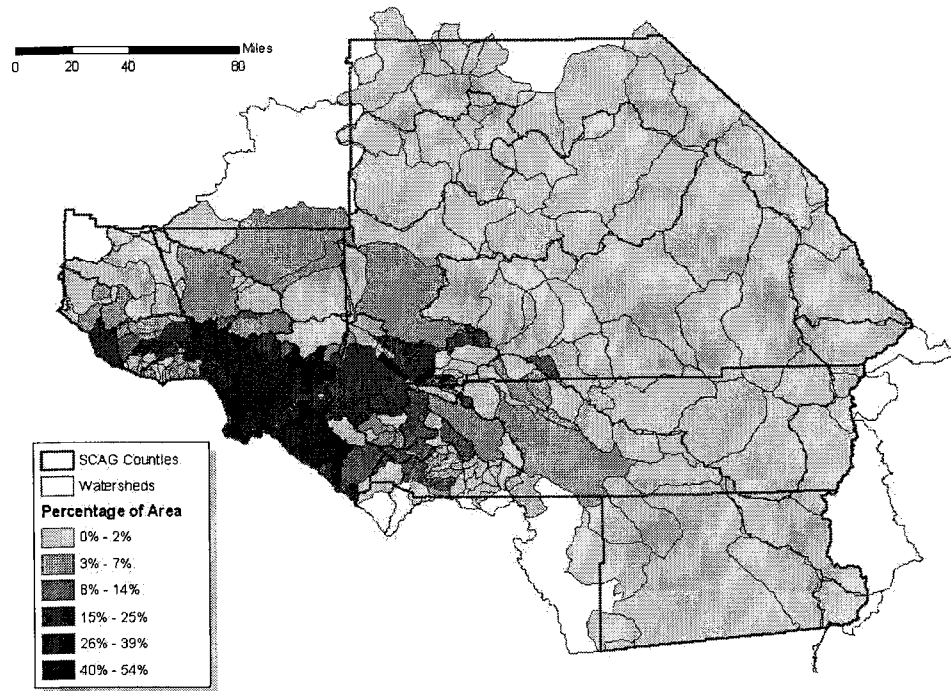 Miles
0 20 40 80
SCAG Counties
Watersheds
Percentage of Area
0% - 2%
3% - 7%
8% - 14%
15% - 25%
26% - 39%
40% - 54%